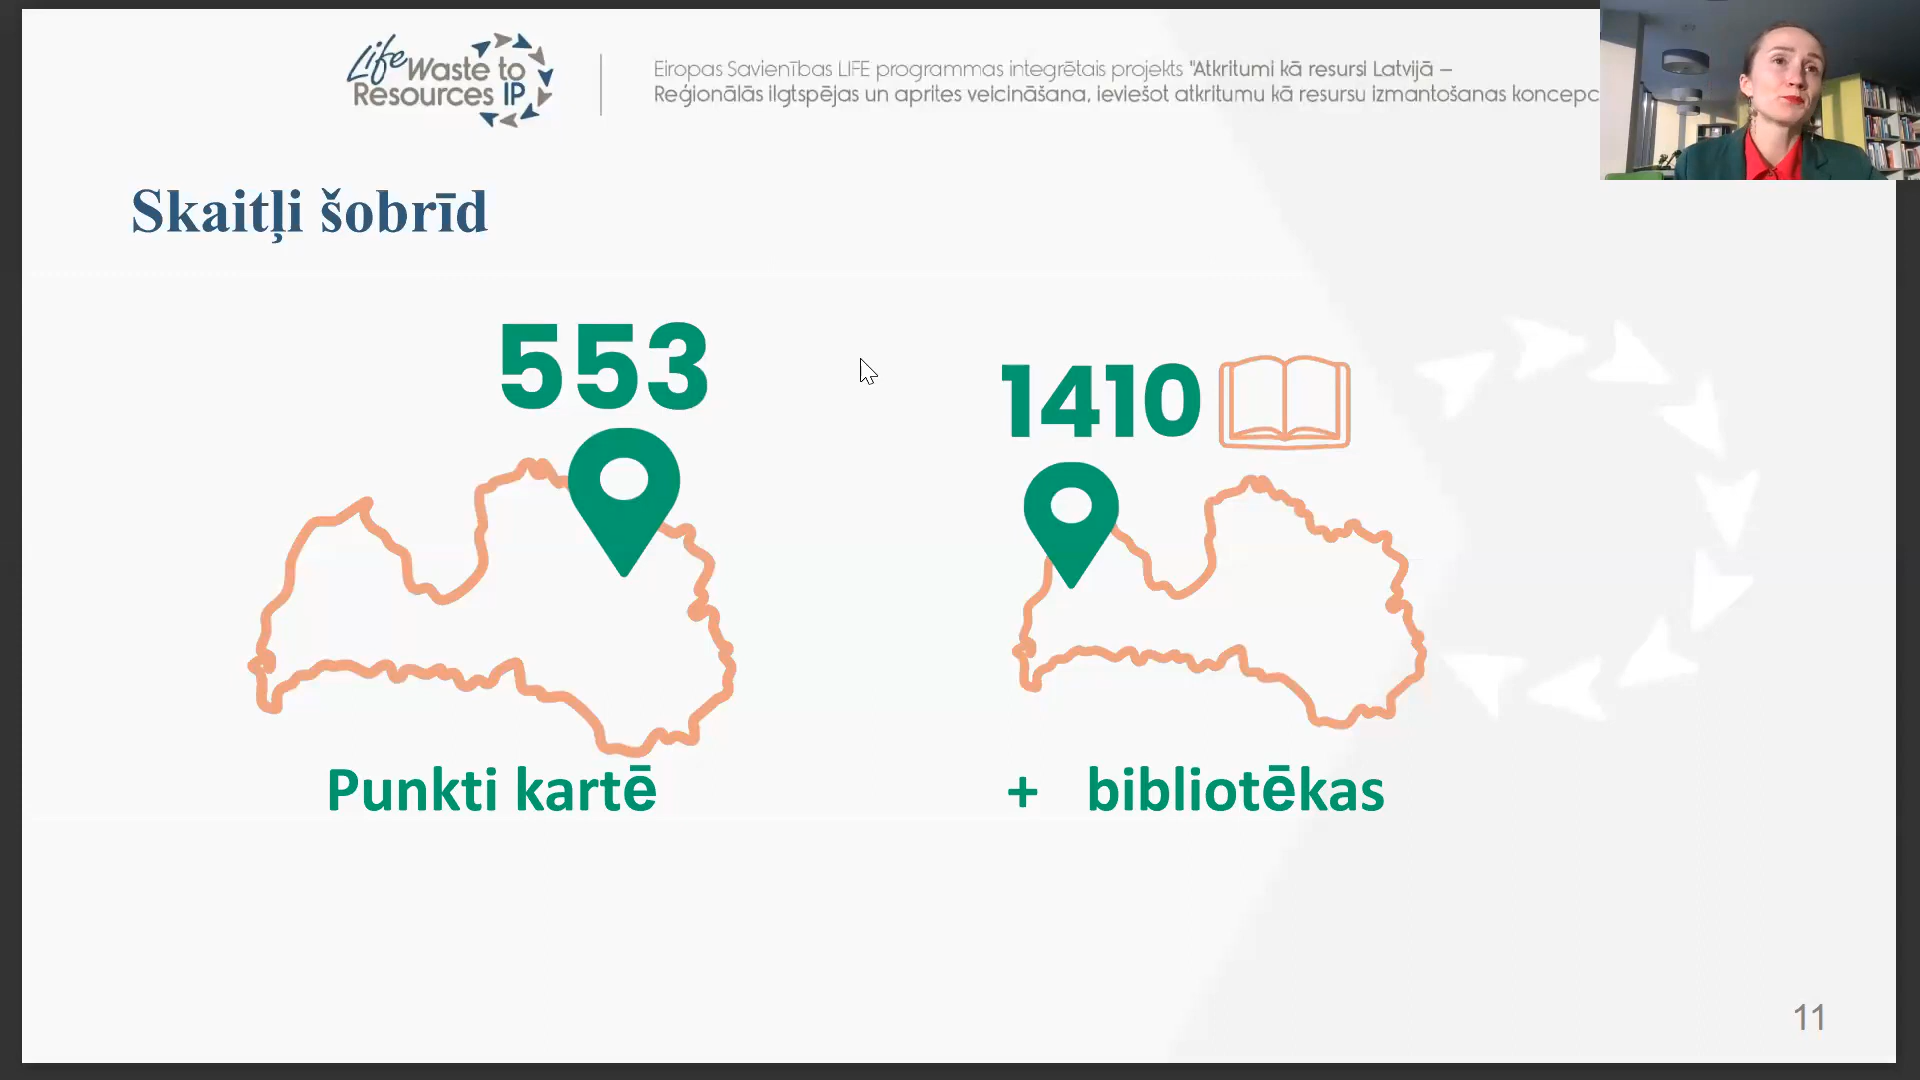 Life Waste to
Resources IP
Eiropas Savienības LIFE programmas integrētais projekts "Atkritumi kā resursi Latvijā –
Reģionālās ilgtspējas un aprites veicināšana, ieviešot atkritumu kā resursu izmantošanas
Skaitļi šobrīd
553
1410
Punkti kartē
+ bibliotēkas
11